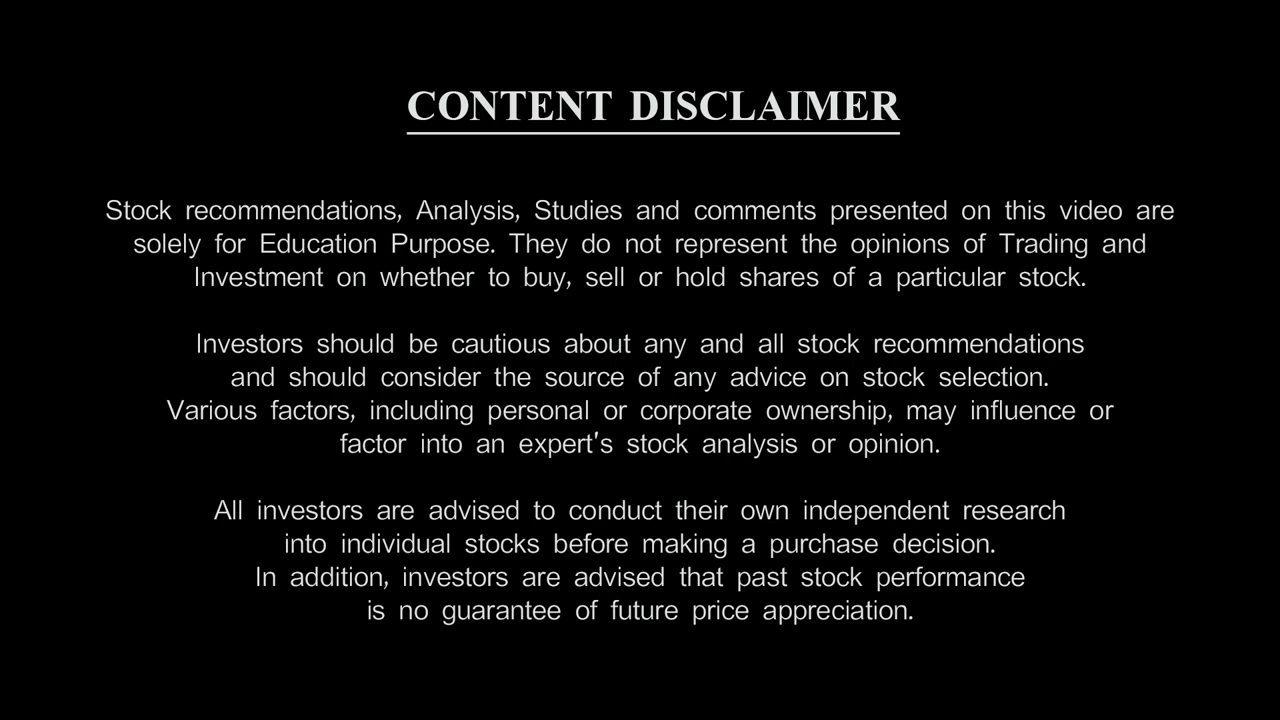 CONTENT DISCLAIMER
Stock recommendations, Analysis, Studies and comments presented on this video are
solely for Education Purpose. They do not represent the opinions of Trading and
Investment on whether to buy, sell or hold shares of a particular stock.
Investors should be cautious about any and all stock recommendations
and should consider the source of any advice on stock selection.
Various factors, including personal or corporate ownership, may influence or
factor into an expert's stock analysis or opinion.
All investors are advised to conduct their own independent research
into individual stocks before making a purchase decision.
In addition, investors are advised that past stock performance
is no guarantee of future price appreciation.